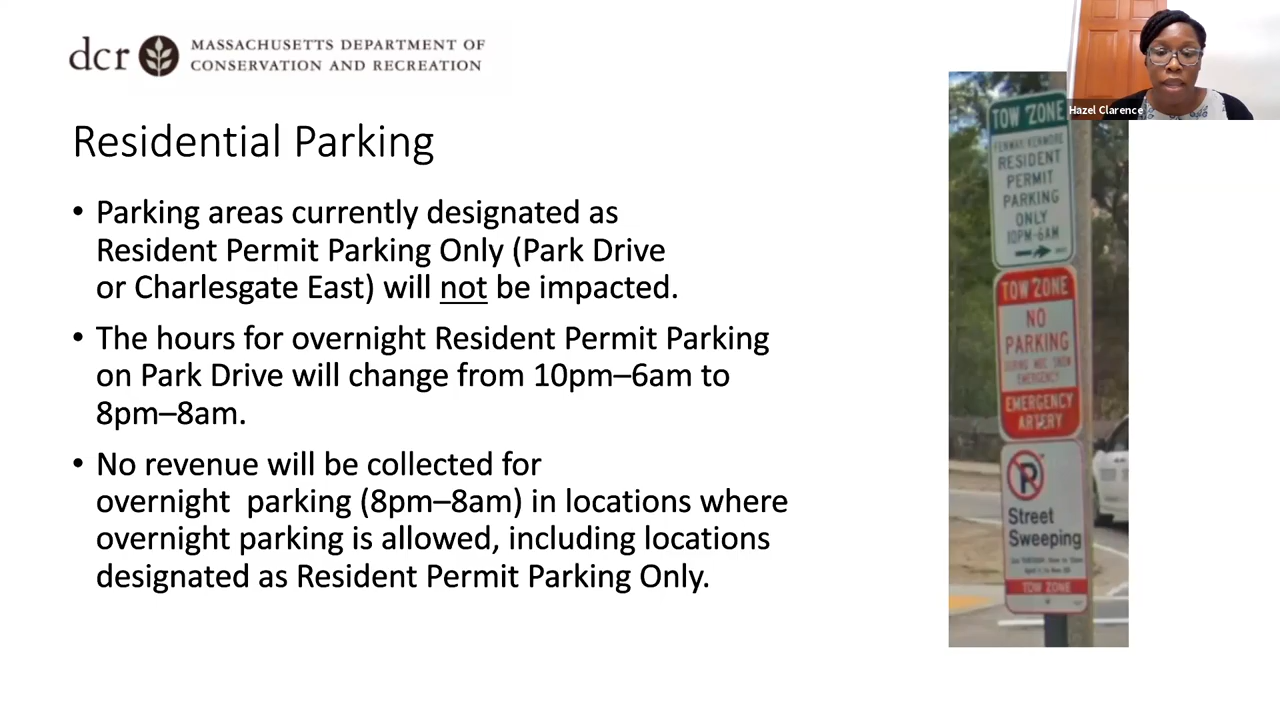 dcr
MASSACHUSETTS DEPARTMENT OF
CONSERVATION AND RECREATION
Hazel Clarence
Residential Parking
• Parking areas currently designated as
Resident Permit Parking Only (Park Drive
or Charlesgate East) will not be impacted.
• The hours for overnight Resident Permit Parking
on Park Drive will change from 10pm–6am to
8pm–8am.
• No revenue will be collected for
overnight parking (8pm–8am) in locations where
overnight parking is allowed, including locations
designated as Resident Permit Parking Only.
TOW ZONE
FENWAY/KENMORE
RESIDENT
PERMIT
PARKING
ONLY
10PM-6AM
TOW ZONE
NO
PARKING
EMERGENCY
EMERGENCY
ARTERY
P
Street
Sweeping
TOW ZONE